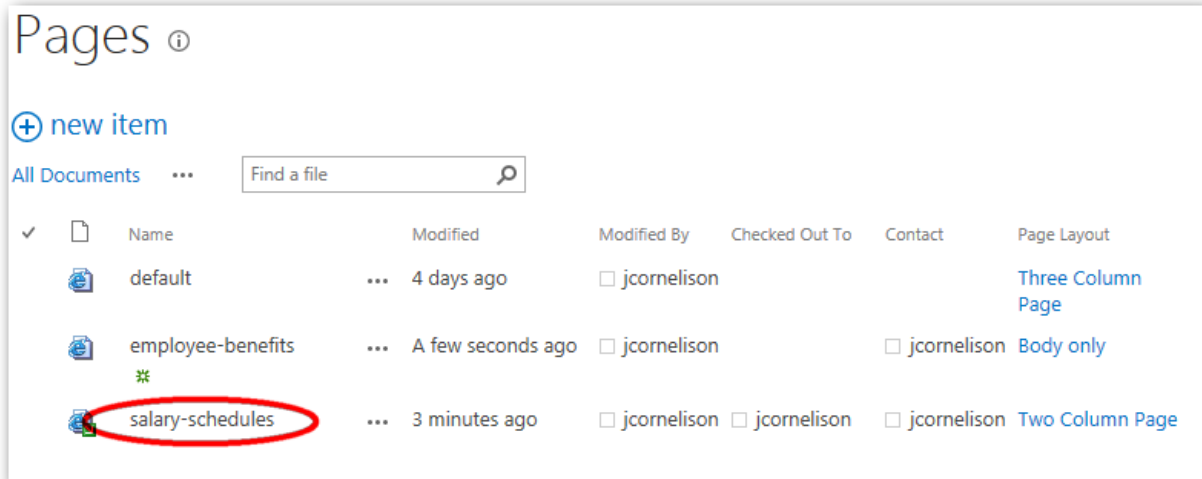 Pages
new item
All Documents ... Find a file
Name Modified Modified By Checked Out To Contact Page Layout
default ... 4 days ago jcornelison Three Column
Page
employee-benefits ... A few seconds ago jcornelison jcornelison Body only
salary-schedules ... 3 minutes ago jcornelison jcornelison jcornelison Two Column Page